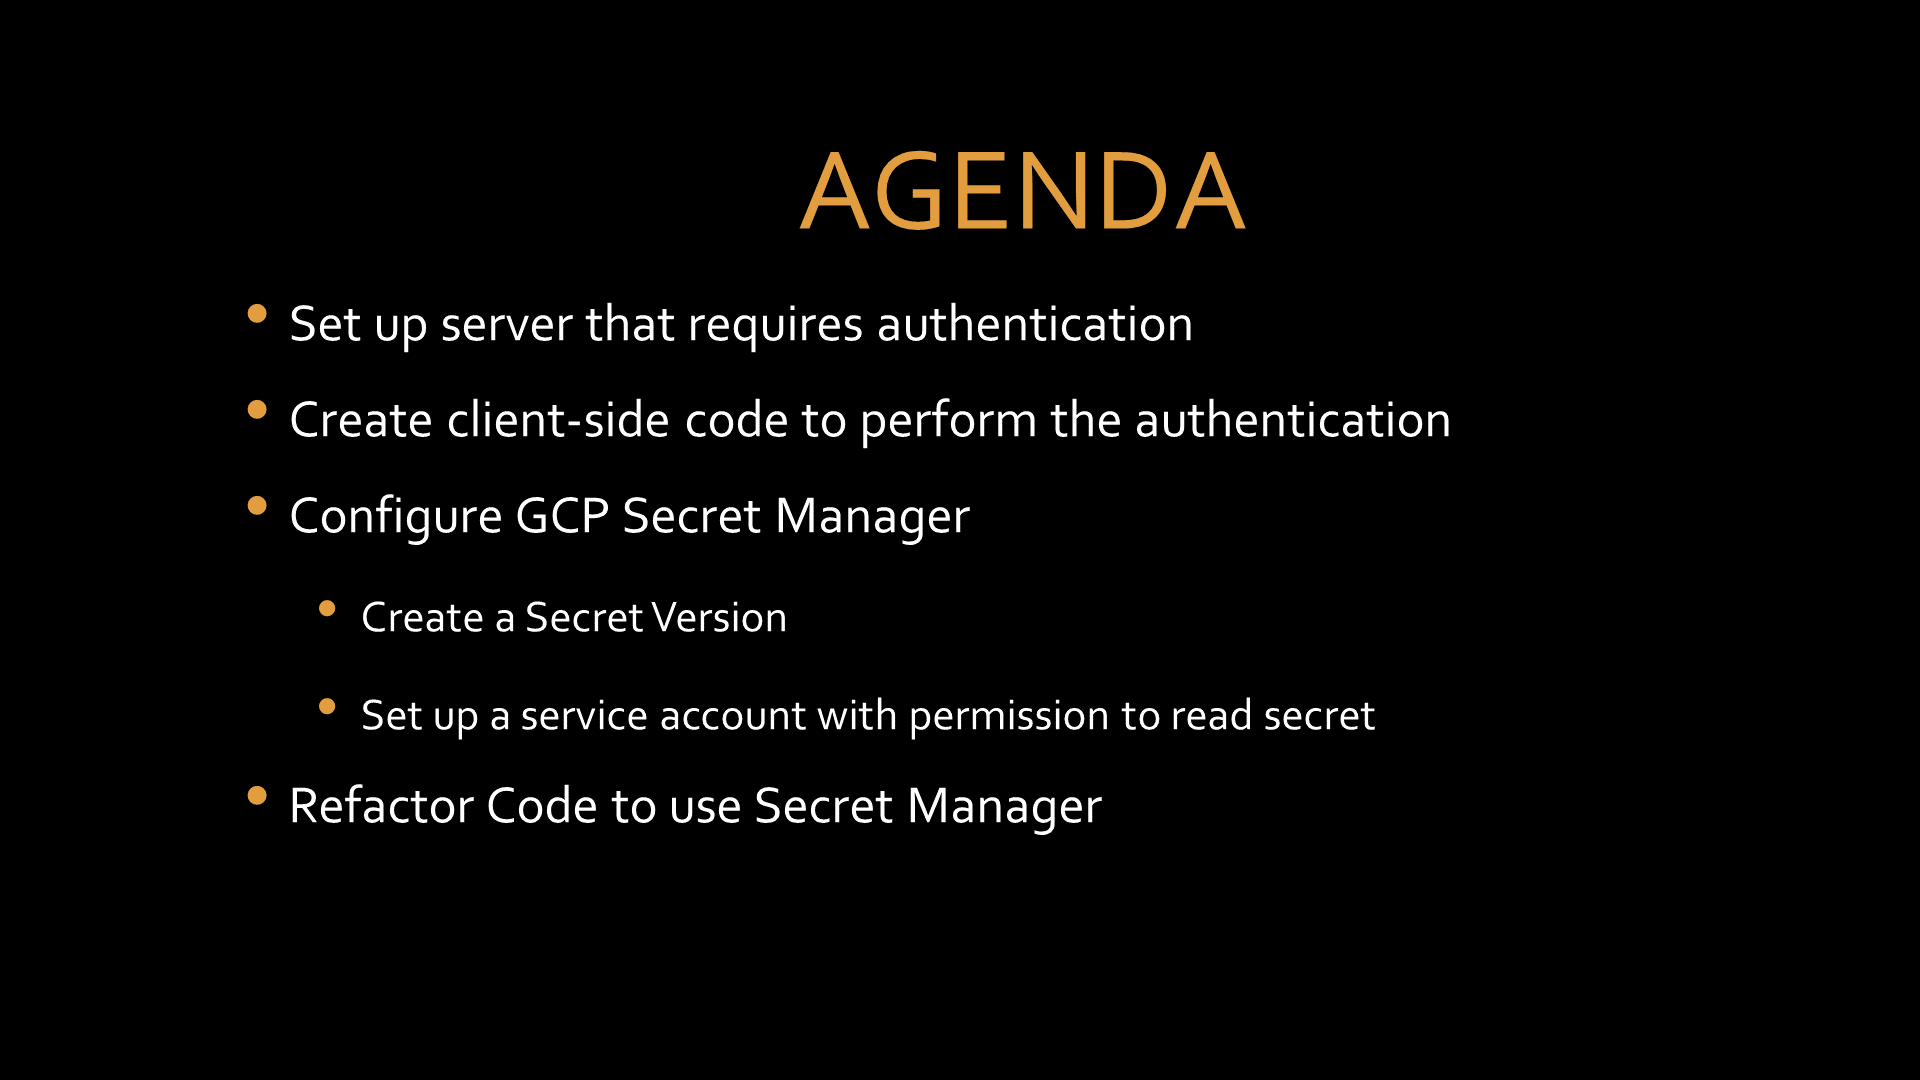 AGENDA
• Set up server that requires authentication
• Create client-side code to perform the authentication
• Configure GCP Secret Manager
• Create a Secret Version
• Set up a service account with permission to read secret
• Refactor Code to use Secret Manager